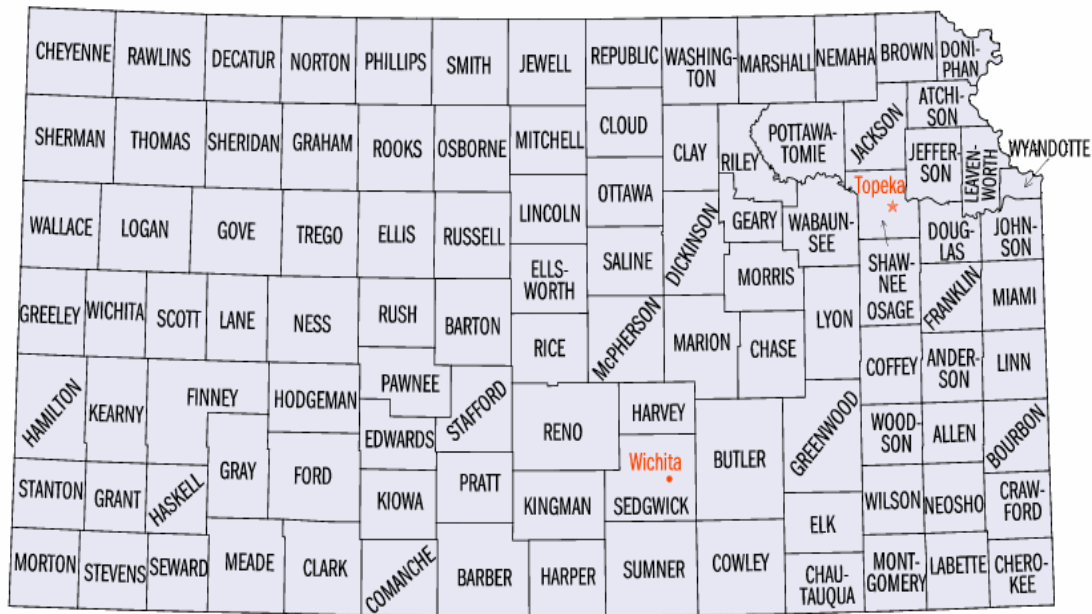 CHEYENNE
RAWLINS
DECATUR
NORTON
PHILLIPS
SMITH
JEWELL
REPUBLIC
WASHING-
TON
MARSHALL
NEMAHA
BROWN
DONI-
PHAN
SHERMAN
THOMAS
SHERIDAN
GRAHAM
ROOKS
OSBORNE
MITCHELL
CLOUD
CLAY
RILEY
POTTAWA-
TOMIE
JACKSON
ATCHI-
SON
JEFFER-
SON
LEAVEN-
WORTH
WYANDOTTE
WALLACE
LOGAN
GOVE
TREGO
ELLIS
RUSSELL
LINCOLN
OTTAWA
SALINE
DICKINSON
GEARY
WABAUN-
SEE
Topeka
SHAW-
NEE
DOUG-
LAS
JOHN-
SON
GREELEY
WICHITA
SCOTT
LANE
NESS
RUSH
BARTON
ELLS-
WORTH
RICE
McPHERSON
MARION
MORRIS
CHASE
LYON
OSAGE
FRANKLIN
MIAMI
HAMILTON
KEARNY
FINNEY
HODGEMAN
PAWNEE
STAFFORD
RENO
HARVEY
BUTLER
GREENWOOD
COFFEY
ANDER-
SON
LINN
EDWARDS
GRAY
FORD
KIOWA
PRATT
KINGMAN
Wichita
SEDGWICK
WOOD-
SON
ALLEN
BOURBON
STANTON
GRANT
HASKELL
ELK
WILSON
NEOSHO
CRAW-
FORD
MORTON
STEVENS
SEWARD
MEADE
CLARK
COMANCHE
BARBER
HARPER
SUMNER
COWLEY
CHAU-
TAUQUA
MONT-
GOMERY
LABETTE
CHERO-
KEE